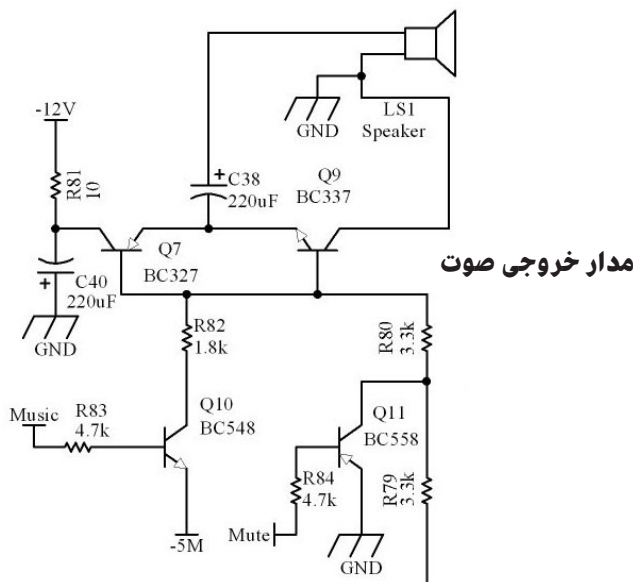 LS1
Speaker
GND
-12V
R81
10
+
C38
220uF
Q9
BC337
Q7
BC327
+
C40
220uF
GND
مدار خروجی صوت
R82
1.8k
R80
3.3k
Music
R83
4.7k
Q10
BC548
Q11
BC558
R84
4.7k
R79
3.3k
-5M
Mute
GND